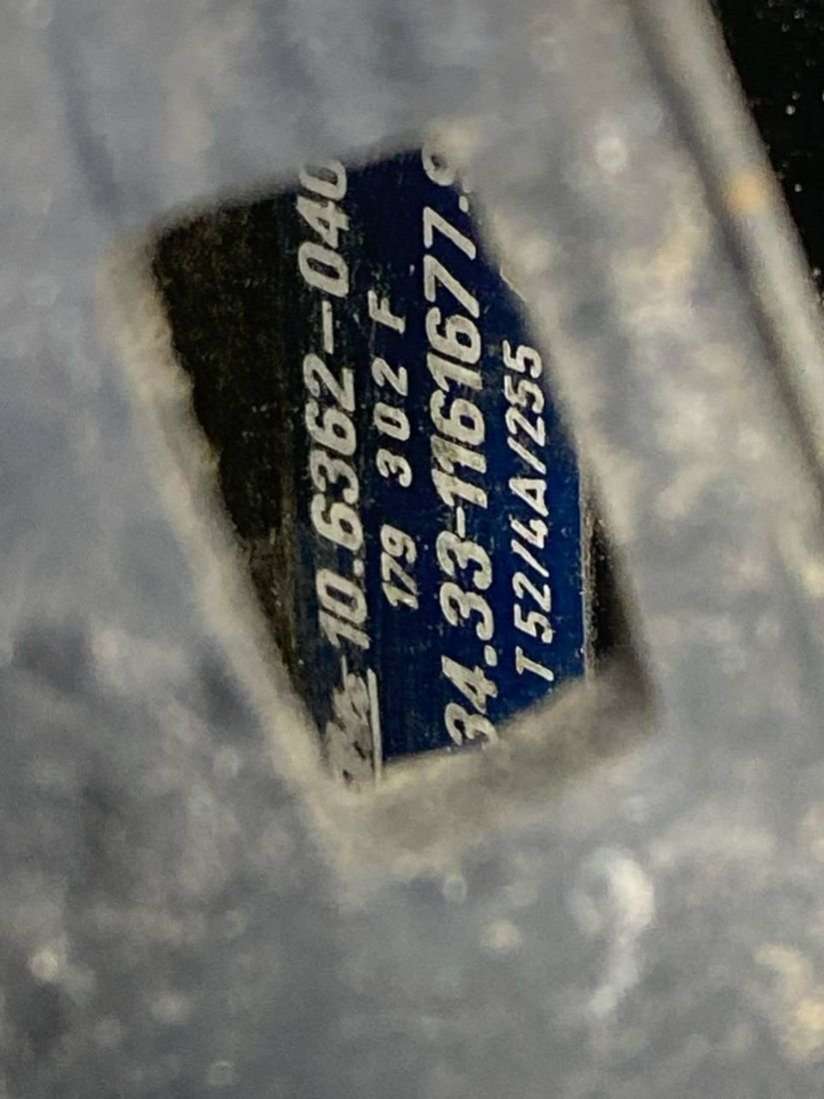 10.6362-040
179 302 F
34.33-1161677.9
T 52/4A/255